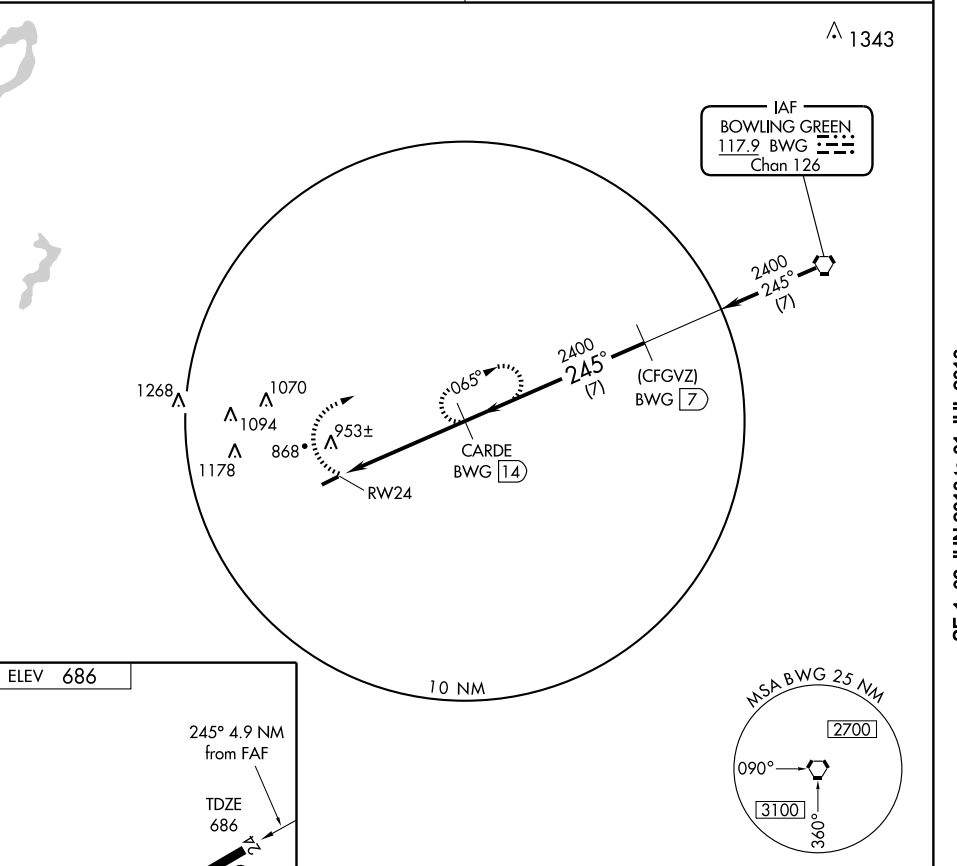 1343
IAF
BOWLING GREEN
117.9 BWG
Chan 126
2400
245°
(7)
2400
245°
(7)
(CFGVZ)
BWG 7
065°
CARDE
BWG 14
1268
1070
1094
953±
868
1178
RW24
10 NM
ELEV 686
245° 4.9 NM
from FAF
TDZE
686
24
MSA BWG 25 NM
2700
090°
3100
360°